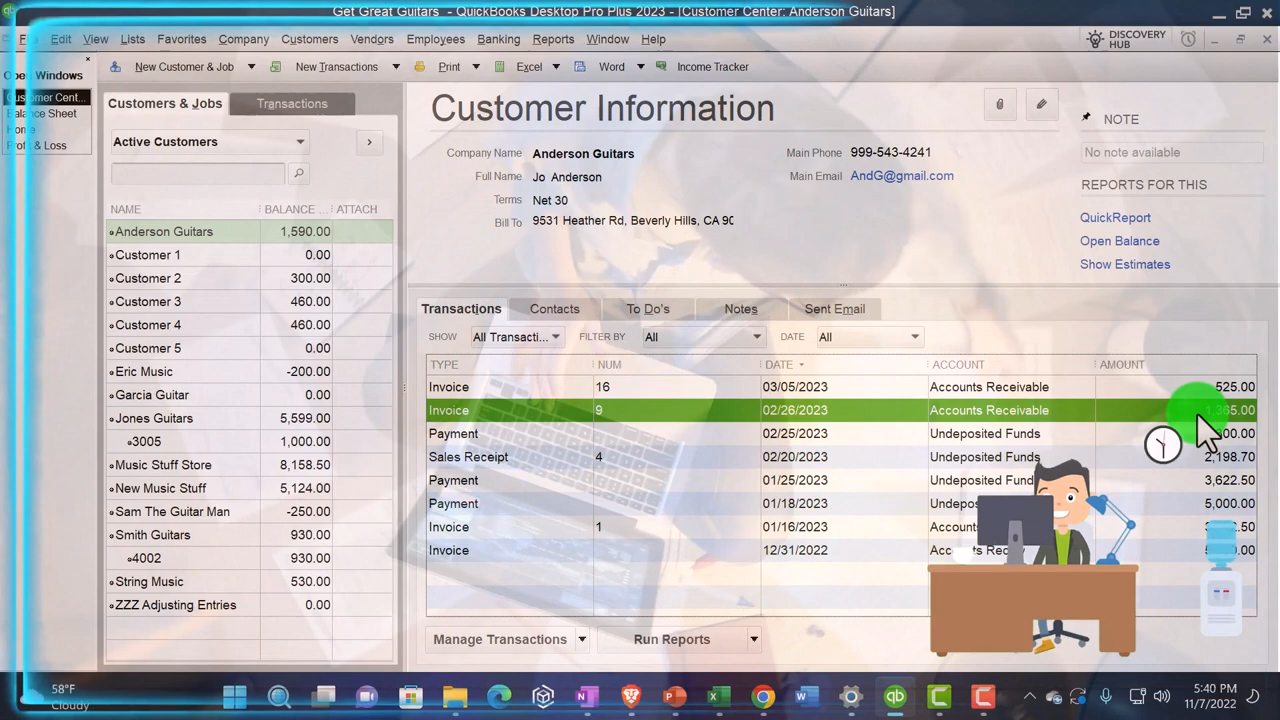 Get Great Guitars - QuickBooks Desktop Pro Plus 2023 - [Customer Center: Anderson Guitars]
Edit View Lists Favorites Company Customers Vendors Employees Banking Reports Window Help
DISCOVERY HUB
Open Windows
Customer Cent...
Balance Sheet
Home
Profit & Loss
New Customer & Job New Transactions Print Excel Word Income Tracker
Customers & Jobs Transactions
Active Customers
NAME BALANCE ... ATTACH
Anderson Guitars 1,590.00
Customer 1 0.00
Customer 2 300.00
Customer 3 460.00
Customer 4 460.00
Customer 5 0.00
Eric Music -200.00
Garcia Guitar 0.00
Jones Guitars 5,599.00
3005 1,000.00
Music Stuff Store 8,158.50
New Music Stuff 5,124.00
Sam The Guitar Man -250.00
Smith Guitars 930.00
4002 930.00
String Music 530.00
ZZZ Adjusting Entries 0.00
Customer Information
Company Name Anderson Guitars
Full Name Jo Anderson
Terms Net 30
Bill To 9531 Heather Rd, Beverly Hills, CA 90
Main Phone 999-543-4241
Main Email AndG@gmail.com
NOTE
No note available
REPORTS FOR THIS
QuickReport
Open Balance
Show Estimates
Transactions Contacts To Do's Notes Sent Email
SHOW All Transacti... FILTER BY All DATE All
TYPE NUM DATE ACCOUNT AMOUNT
Invoice 16 03/05/2023 Accounts Receivable 525.00
Invoice 9 02/26/2023 Accounts Receivable 1,365.00
Payment 02/25/2023 Undeposited Funds
Sales Receipt 4 02/20/2023 Undeposited Funds 2,198.70
Payment 01/25/2023 Undeposited Fund 3,622.50
Payment 01/18/2023 5,000.00
Invoice 1 01/16/2023
Invoice 12/31/2022
Manage Transactions Run Reports
58°F
Cloudy
5:40 PM
11/7/2022